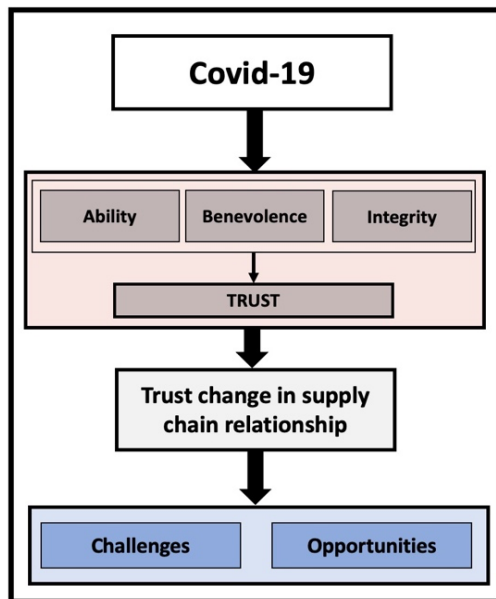 Covid-19
Ability
Benevolence
Integrity
TRUST
Trust change in supply
chain relationship
Challenges
Opportunities